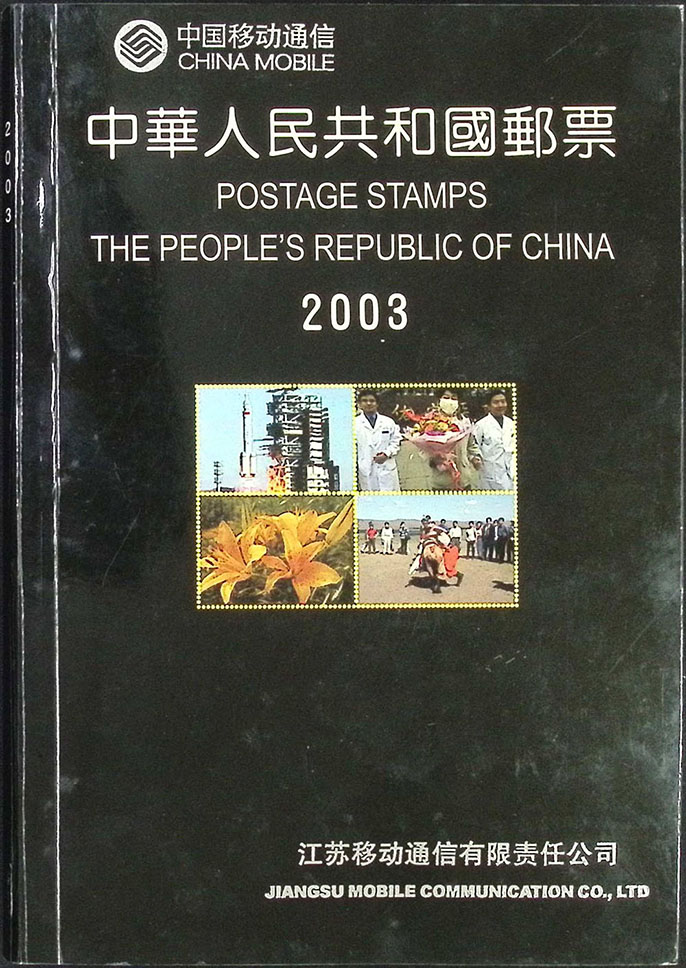 中国移动通信
CHINA MOBILE
中華人民共和國郵票
POSTAGE STAMPS
THE PEOPLE'S REPUBLIC OF CHINA
2003
2003
江苏移动通信有限责任公司
JIANGSU MOBILE COMMUNICATION CO., LTD